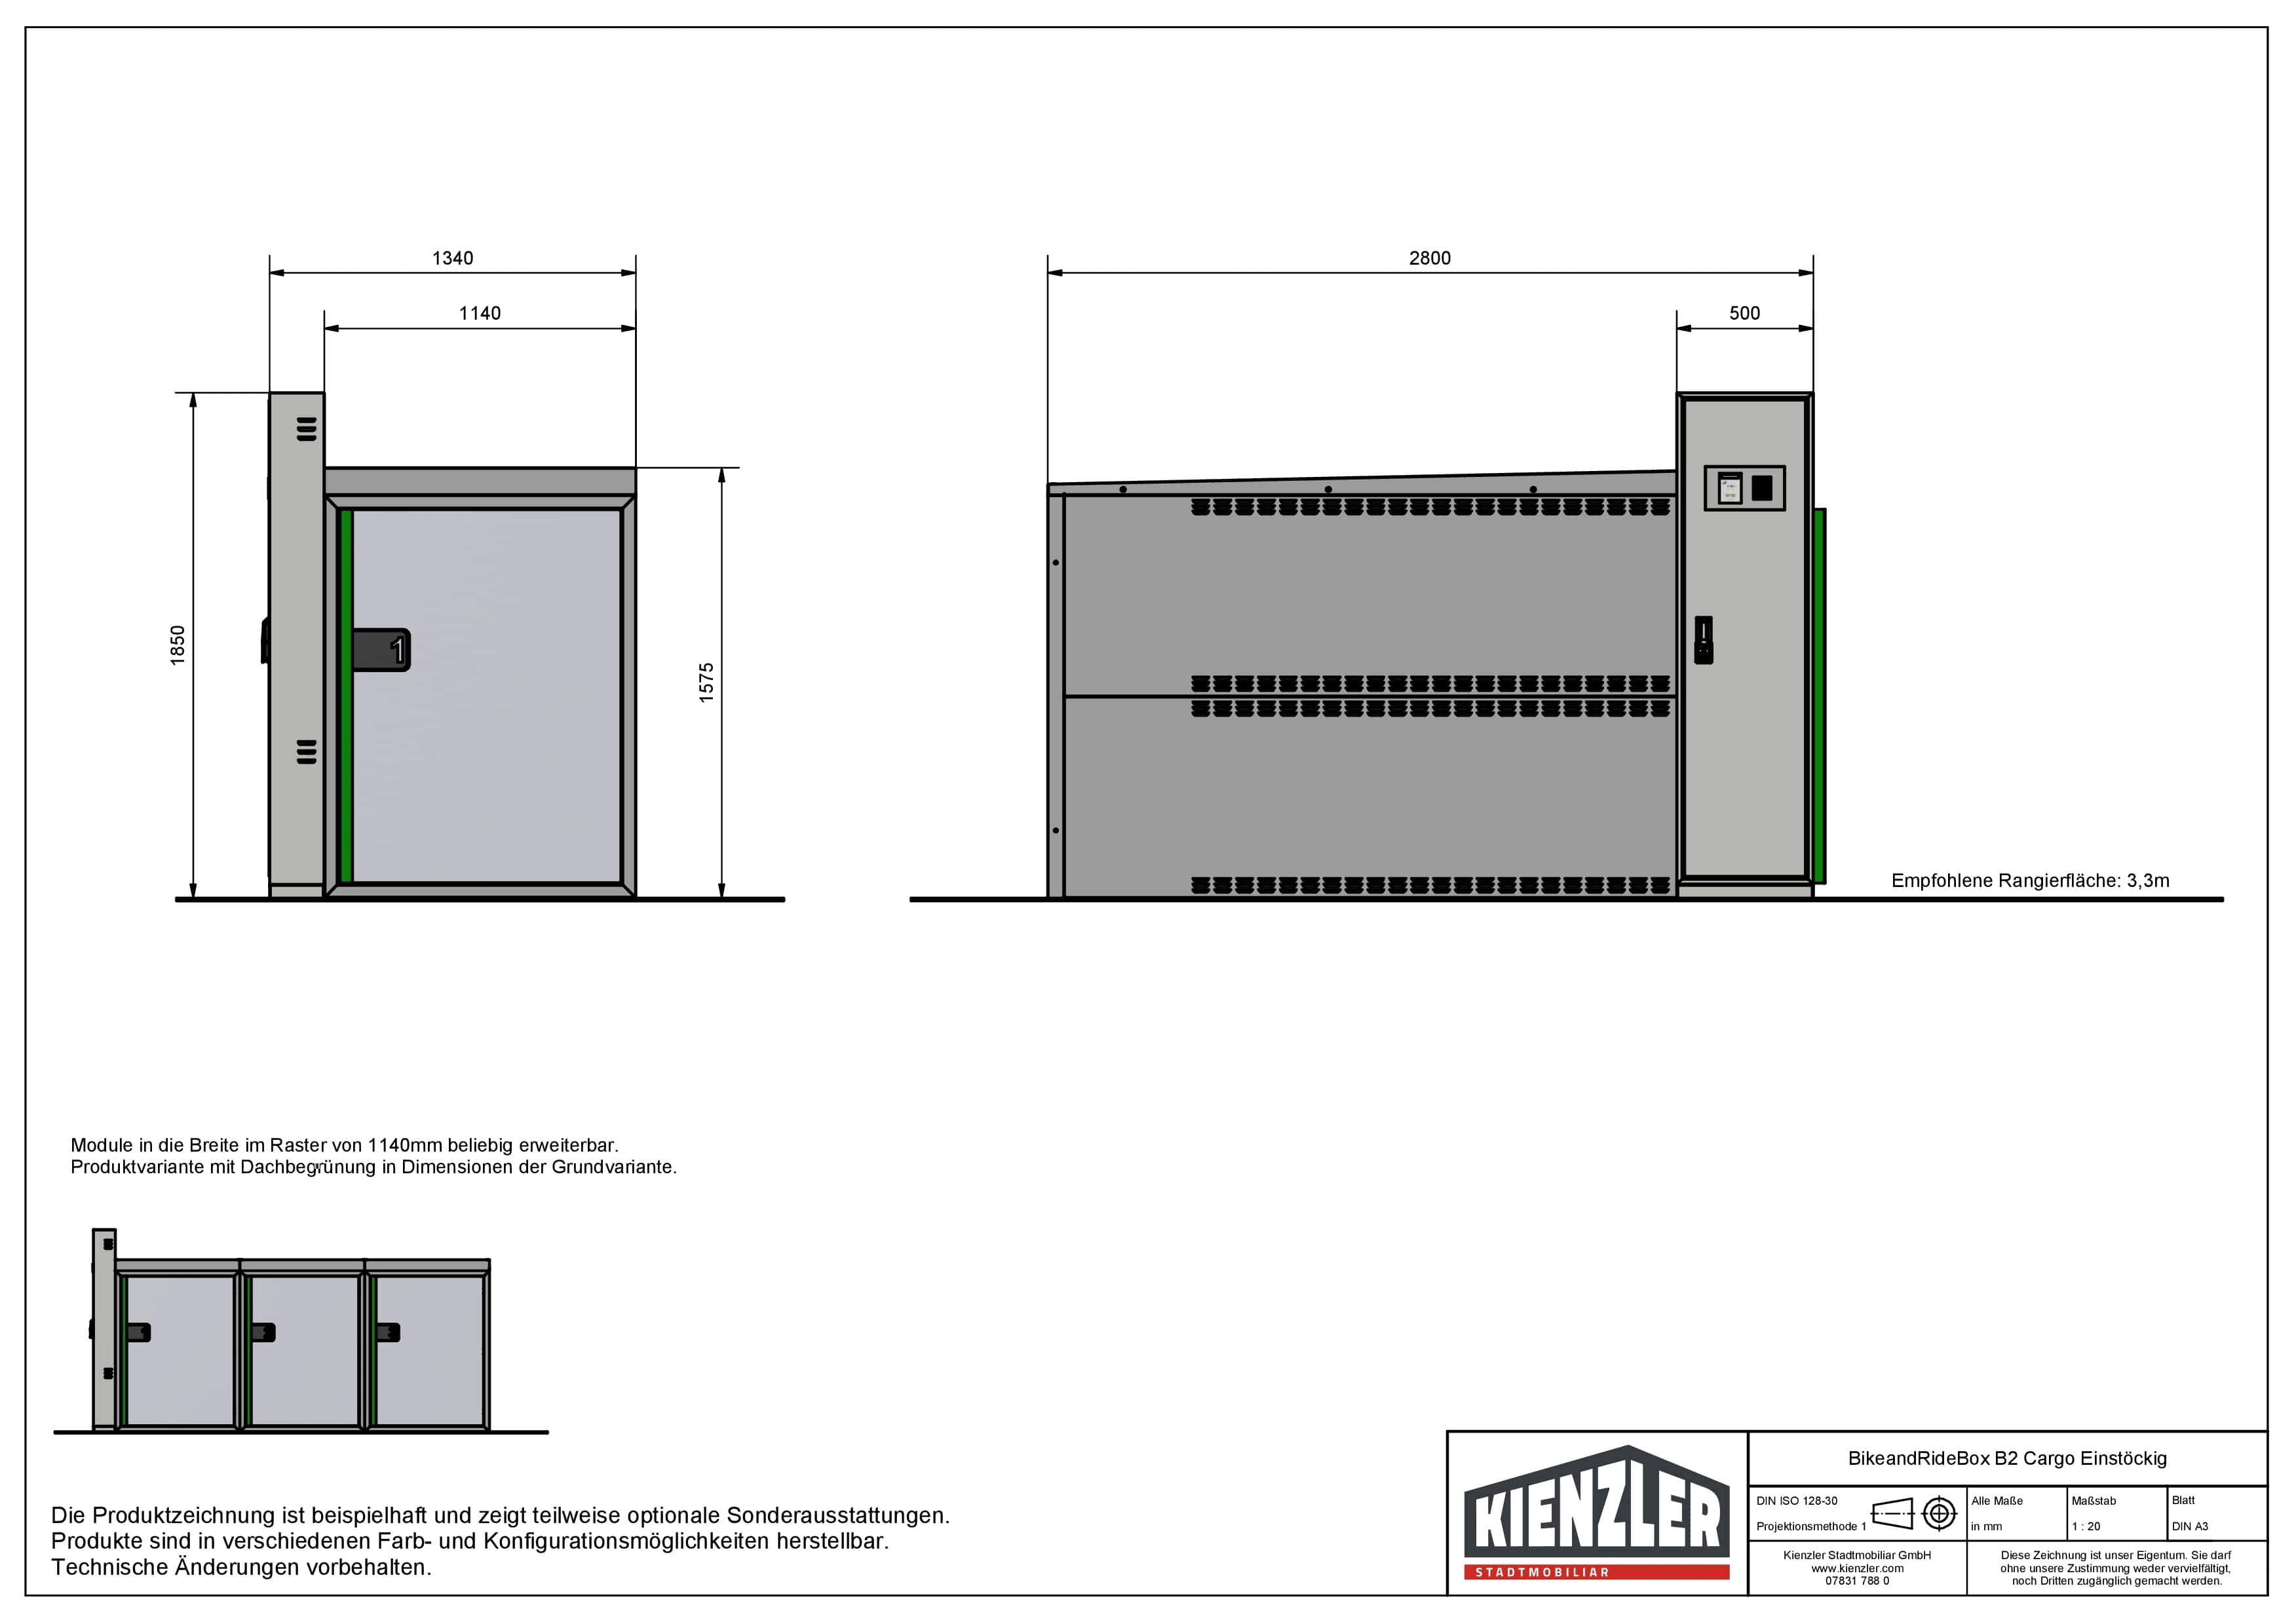 1340
2800
1140
500
1850
1
1575
Empfohlene Rangierfläche: 3,3m
Module in die Breite im Raster von 1140mm beliebig erweiterbar.
Produktvariante mit Dachbegrünung in Dimensionen der Grundvariante.
Die Produktzeichnung ist beispielhaft und zeigt teilweise optionale Sonderausstattungen.
Produkte sind in verschiedenen Farb- und Konfigurationsmöglichkeiten herstellbar.
Technische Änderungen vorbehalten.
KIENZLER
STADTMOBILIAR
BikeandRideBox B2 Cargo Einstöckig
DIN ISO 128-30
Projektionsmethode 1
Alle Maße
in mm
Maßstab
1 : 20
Blatt
DIN A3
Kienzler Stadtmobiliar GmbH
www.kienzler.com
07831 788 0
Diese Zeichnung ist unser Eigentum. Sie darf
ohne unsere Zustimmung weder vervielfältigt,
noch Dritten zugänglich gemacht werden.